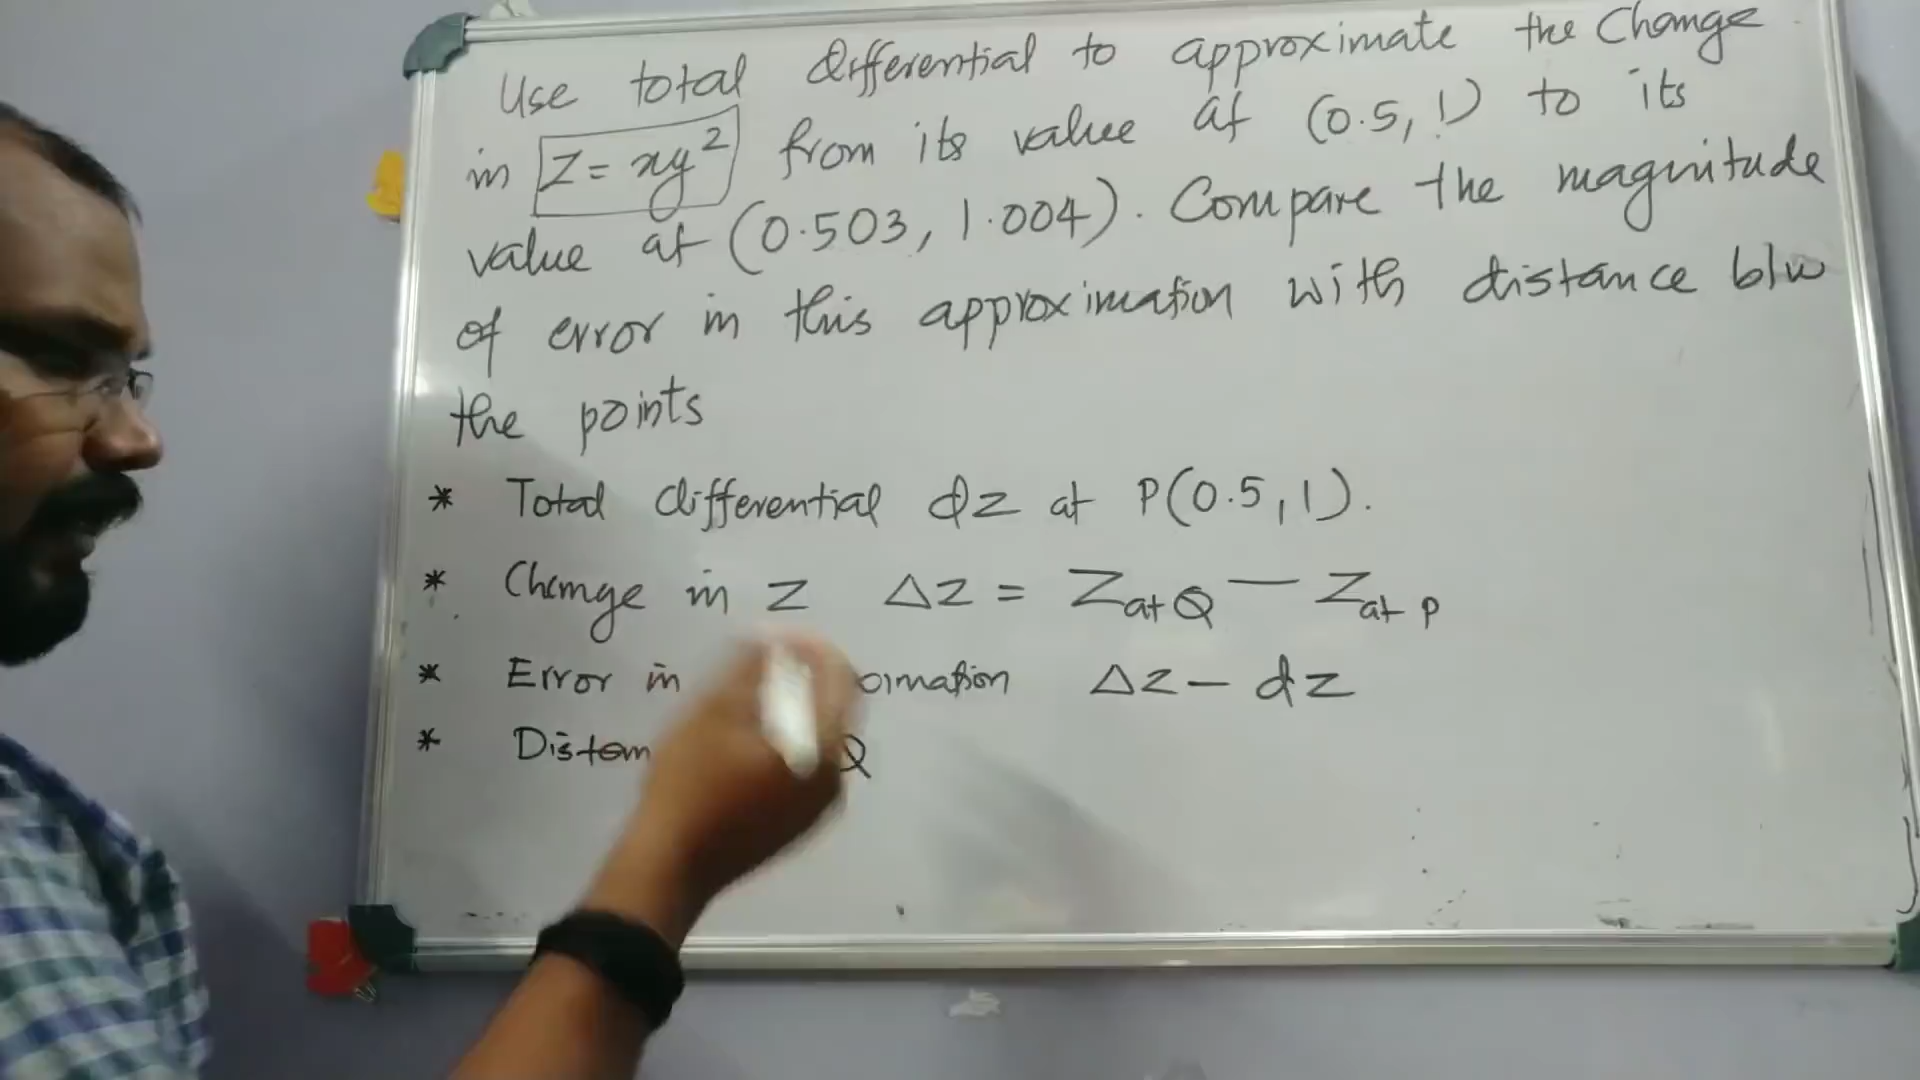 Use total differential to approximate the Change
in Z = xy² from its value at (0.5, 1) to its
value at (0.503, 1.004). Compare the magnitude
of error in this approximation with distance b/w
the points
* Total differential dz at P(0.5, 1).
* Change in Z ΔZ = Z at Q — Z at P
* Error in ΔZ - dz
* Q